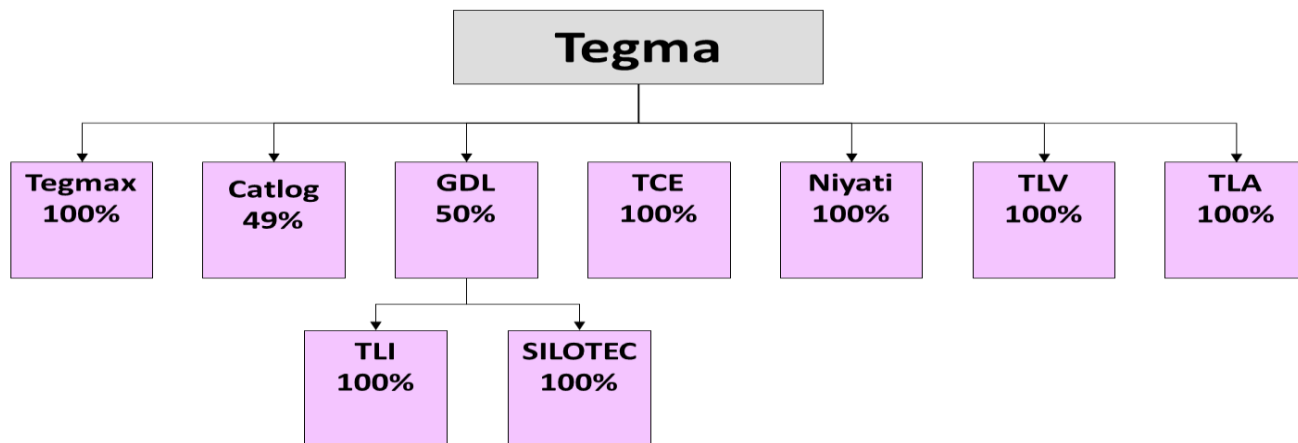 Tegma
Tegmax
100%
Catlog
49%
GDL
50%
TCE
100%
Niyati
100%
TLV
100%
TLA
100%
TLI
100%
SILOTEC
100%